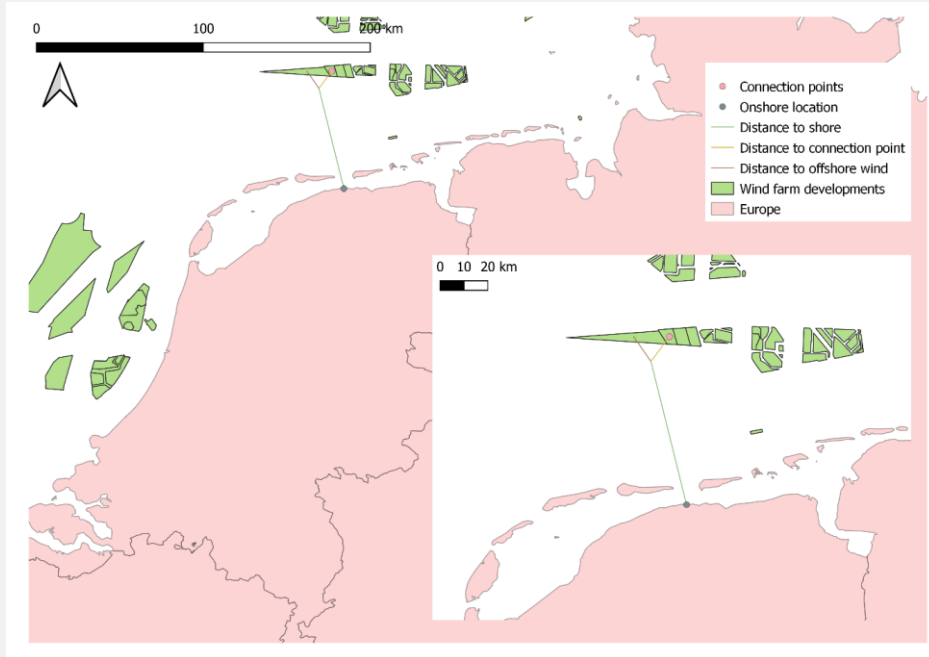 0 100 200 km
Connection points
Onshore location
Distance to shore
Distance to connection point
Distance to offshore wind
Wind farm developments
Europe
0 10 20 km